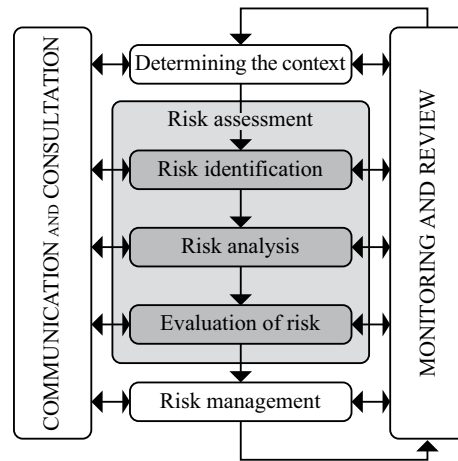 COMMUNICATION AND CONSULTATION
Determining the context
Risk assessment
Risk identification
Risk analysis
Evaluation of risk
Risk management
MONITORING AND REVIEW